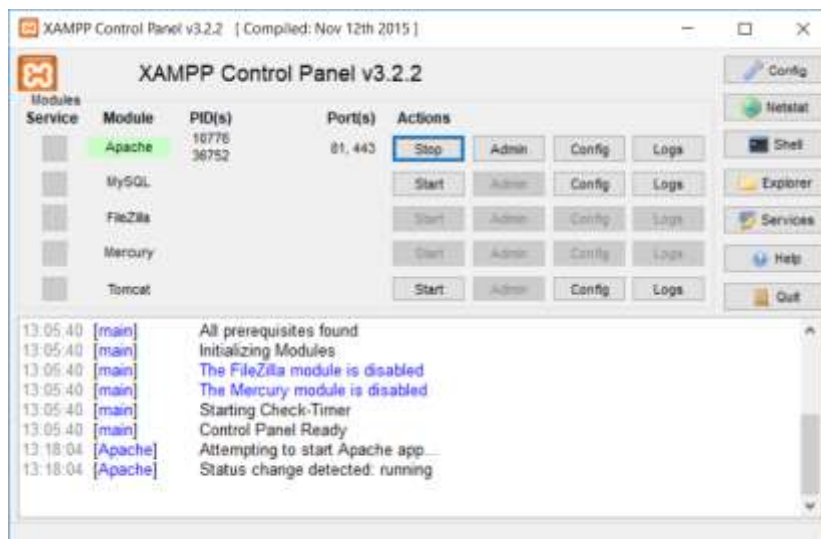 XAMPP Control Panel v3.2.2 [ Compiled: Nov 12th 2015 ]
XAMPP Control Panel v3.2.2
Config
Modules
Service Module PID(s) Port(s) Actions
Netstat
Apache 10776 36752 81, 443 Stop Admin Config Logs
Shell
MySQL Start Admin Config Logs
Explorer
FileZilla Start Admin Config Logs
Services
Mercury Start Admin Config Logs
Help
Tomcat Start Admin Config Logs
Quit
13:05:40 [main] All prerequisites found
13:05:40 [main] Initializing Modules
13:05:40 [main] The FileZilla module is disabled
13:05:40 [main] The Mercury module is disabled
13:05:40 [main] Starting Check-Timer
13:05:40 [main] Control Panel Ready
13:18:04 [Apache] Attempting to start Apache app...
13:18:04 [Apache] Status change detected: running